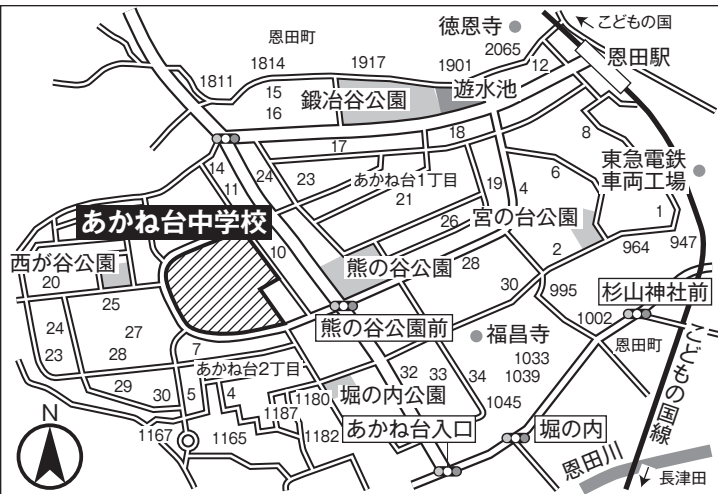 恩田町
徳恩寺
こどもの国
恩田駅
1811
1814
1917
1901
2065
12
15
16
鍛冶谷公園
遊水池
18
17
8
東急電鉄
車両工場
14
11
24
23
あかね台1丁目
21
19
4
6
1
あかね台中学校
26
宮の台公園
2
964
947
10
西が谷公園
20
熊の谷公園
28
30
995
杉山神社前
25
24
27
熊の谷公園前
福昌寺
1002
恩田町
23
28
7
あかね台2丁目
32
33
34
1033
1039
こどもの国線
29
30
5
4
1180
堀の内公園
1045
1187
N
1167
1165
1182
あかね台入口
堀の内
恩田川
長津田